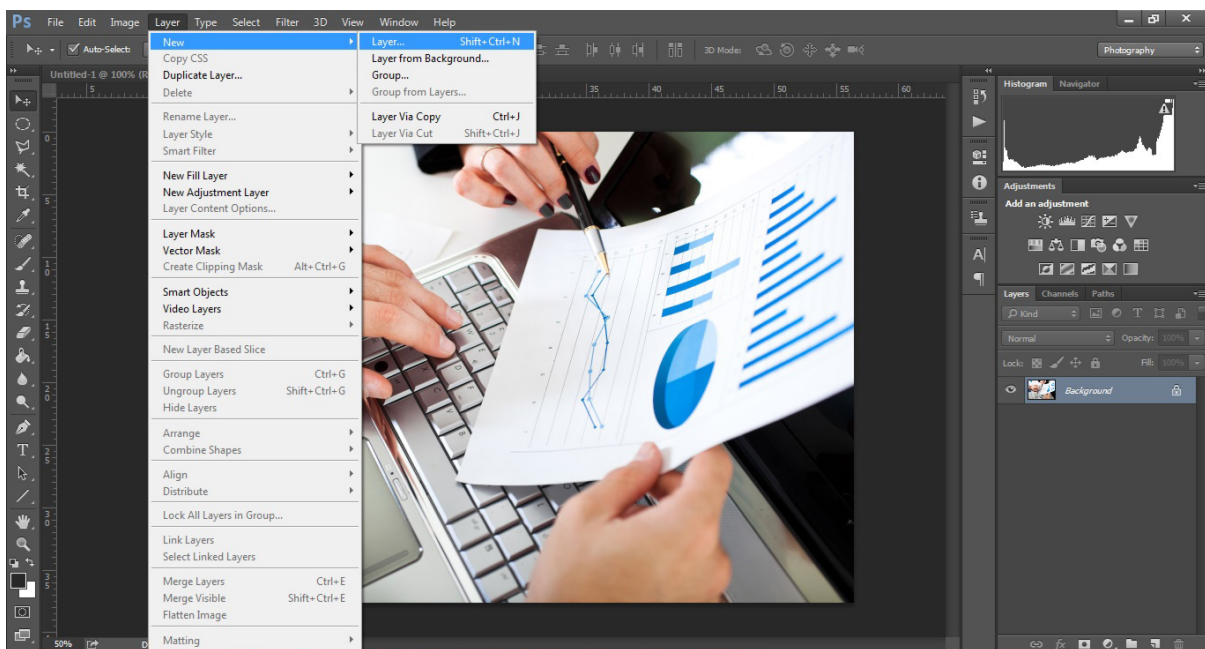 Ps File Edit Image Layer Type Select Filter 3D View Window Help
Auto-Select:
3D Mode:
Photography
Untitled-1 @ 100% (R
5 35 40 45 50 55 60
New
Copy CSS
Duplicate Layer...
Delete
Rename Layer...
Layer Style
Smart Filter
New Fill Layer
New Adjustment Layer
Layer Content Options...
Layer Mask
Vector Mask
Create Clipping Mask Alt+Ctrl+G
Smart Objects
Video Layers
Rasterize
New Layer Based Slice
Group Layers Ctrl+G
Ungroup Layers Shift+Ctrl+G
Hide Layers
Arrange
Combine Shapes
Align
Distribute
Lock All Layers in Group...
Link Layers
Select Linked Layers
Merge Layers Ctrl+E
Merge Visible Shift+Ctrl+E
Flatten Image
Matting
Layer... Shift+Ctrl+N
Layer from Background...
Group...
Group from Layers...
Layer Via Copy Ctrl+J
Layer Via Cut Shift+Ctrl+J
Histogram Navigator
Adjustments
Add an adjustment
Layers Channels Paths
Kind
Normal Opacity: 100%
Lock: Fill: 100%
Background
50%